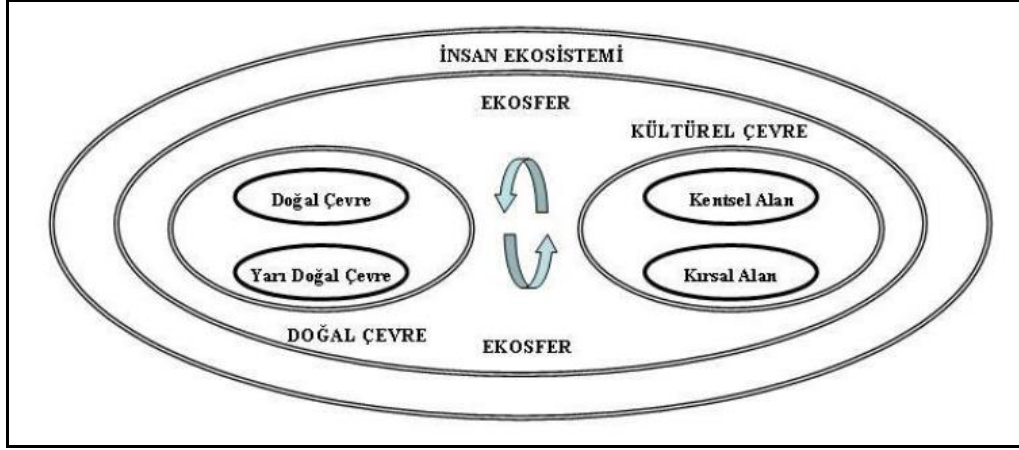 İNSAN EKOSİSTEMİ
EKOSFER
KÜLTÜREL ÇEVRE
Doğal Çevre
Kentsel Alan
Yarı Doğal Çevre
Kırsal Alan
DOĞAL ÇEVRE
EKOSFER